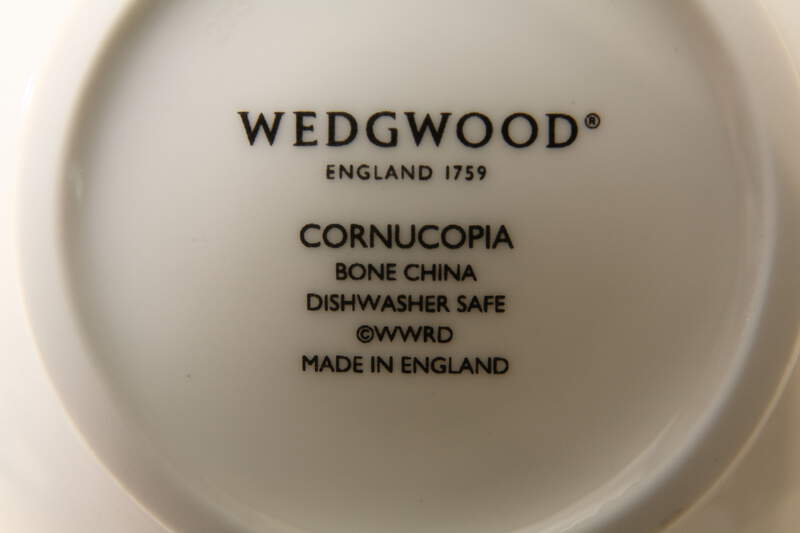 WEDGWOOD®
ENGLAND 1759
CORNUCOPIA
BONE CHINA
DISHWASHER SAFE
©WWRD
MADE IN ENGLAND